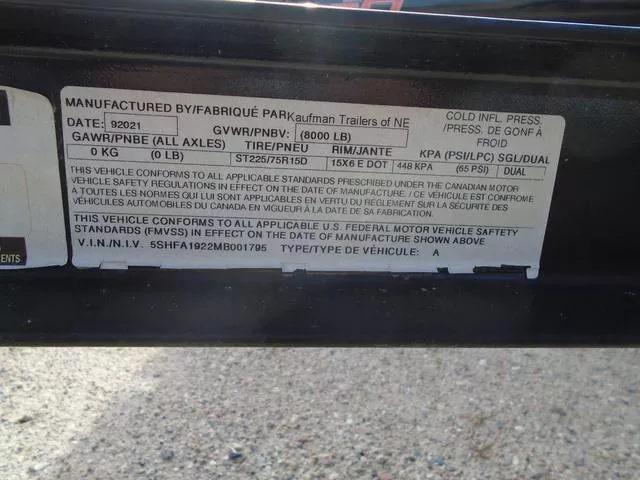 MANUFACTURED BY/FABRIQUÉ PAR Kaufman Trailers of NE
DATE: 92021 GVWR/PNBV: (8000 LB)
COLD INFL. PRESS.
/PRESS. DE GONF À
FROID
GAWR/PNBE (ALL AXLES) TIRE/PNEU RIM/JANTE KPA (PSI/LPC) SGL/DUAL
0 KG (0 LB) ST225/75R15D 15X6 E DOT 448 KPA (65 PSI) DUAL
THIS VEHICLE CONFORMS TO ALL APPLICABLE STANDARDS PRESCRIBED UNDER THE CANADIAN MOTOR
VEHICLE SAFETY REGULATIONS IN EFFECT ON THE DATE OF MANUFACTURE / CE VÉHICULE EST CONFROME
À TOUTES LES NORMES QUI LUI SONT APPLICABLES EN VERTU DU RÉGLEMENT SUR LA SÉCURITÉ DES
VÉHICULES AUTOMOBILES DU CANADA EN VIGUEUR À LA DATE DE SA FABRICATION.
THIS VEHICLE CONFORMS TO ALL APPLICABLE U.S. FEDERAL MOTOR VEHICLE SAFETY
STANDARDS (FMVSS) IN EFFECT ON THE DATE OF MANUFACTURE SHOWN ABOVE
V.I.N./N.I.V. 5SHFA1922MB001795 TYPE/TYPE DE VÉHICULE: A